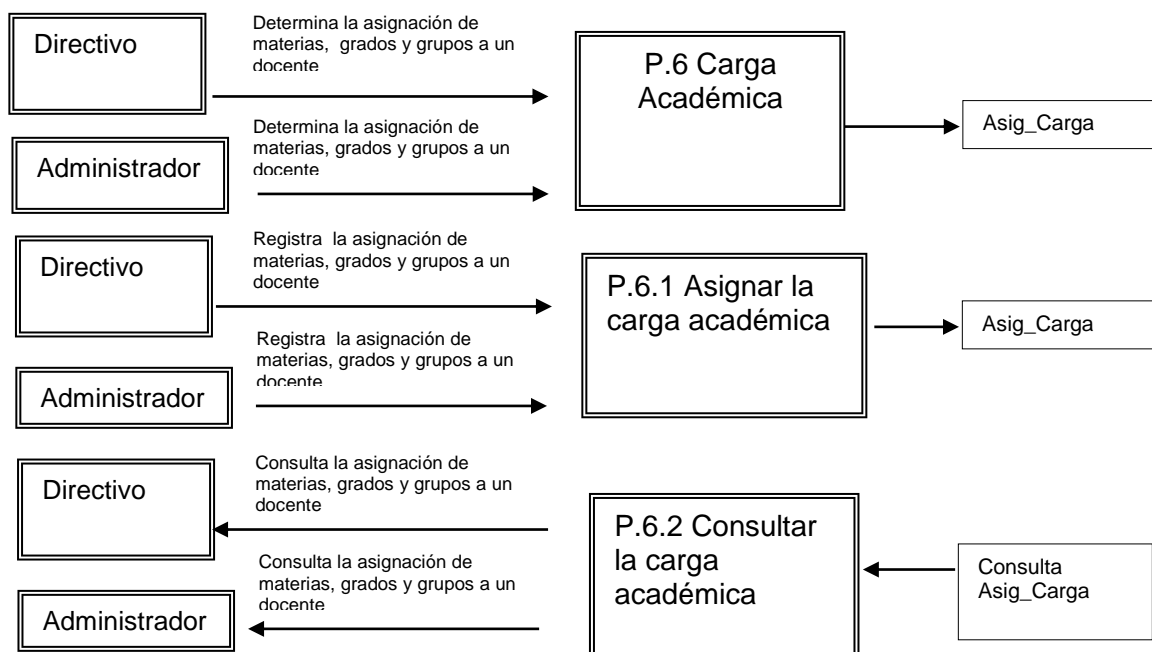 Directivo
Determina la asignación de
materias, grados y grupos a un
docente
P.6 Carga
Académica
Asig_Carga
Administrador
Determina la asignación de
materias, grados y grupos a un
docente
Directivo
Registra la asignación de
materias, grados y grupos a un
docente
P.6.1 Asignar la
carga académica
Asig_Carga
Administrador
Registra la asignación de
materias, grados y grupos a un
docente
Directivo
Consulta la asignación de
materias, grados y grupos a un
docente
P.6.2 Consultar
la carga
académica
Consulta
Asig_Carga
Administrador
Consulta la asignación de
materias, grados y grupos a un
docente